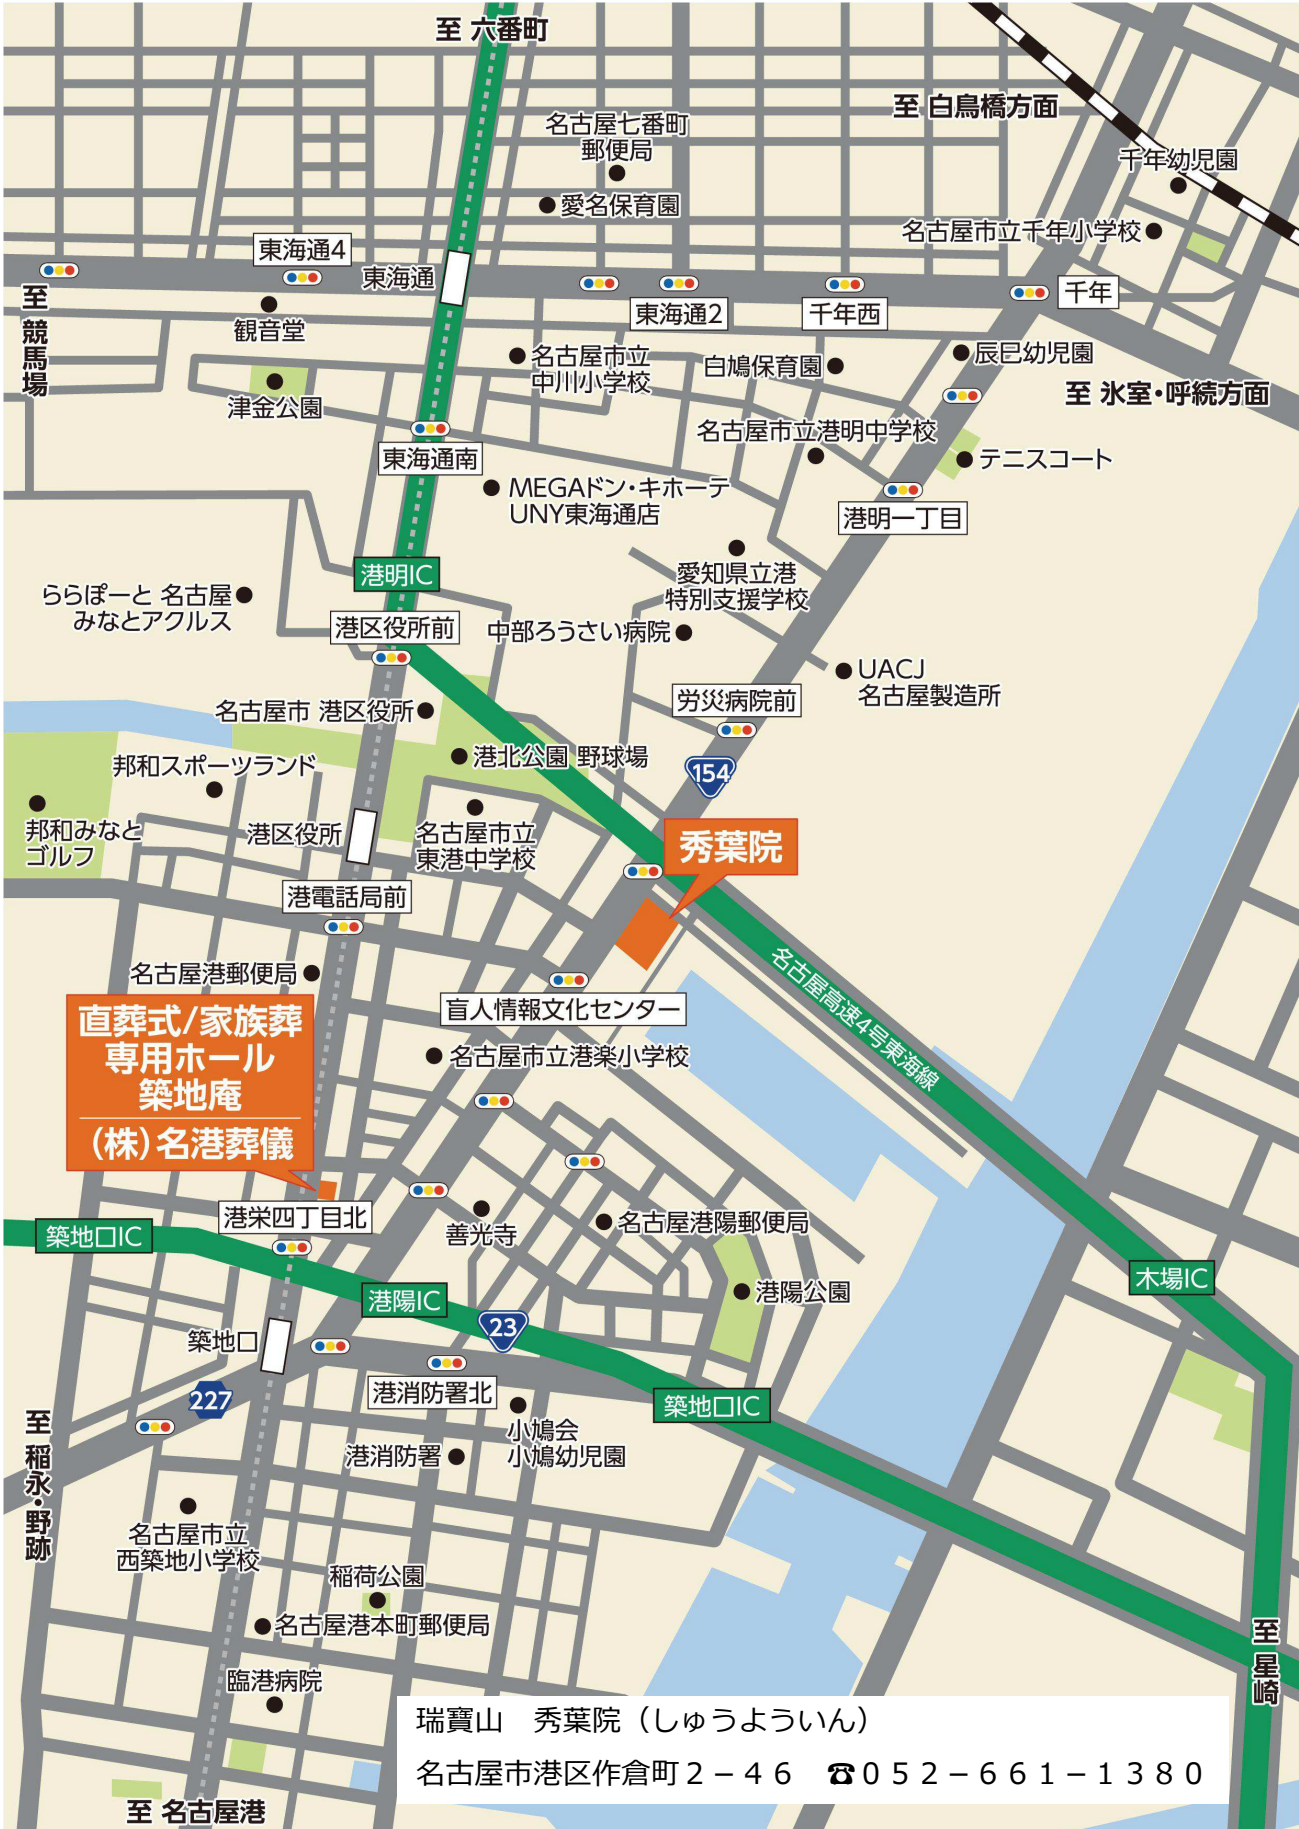 至 六番町
至 白鳥橋方面
名古屋七番町
郵便局
千年幼児園
愛名保育園
名古屋市立千年小学校
東海通4
東海通
東海通2
千年西
千年
至 競馬場
観音堂
名古屋市立
中川小学校
白鳩保育園
辰巳幼児園
至 氷室・呼続方面
津金公園
名古屋市立港明中学校
東海通南
テニスコート
MEGAドン・キホーテ
UNY東海通店
港明一丁目
港明IC
愛知県立港
特別支援学校
ららぽーと 名古屋
みなとアクルス
港区役所前
中部ろうさい病院
UACJ
名古屋製造所
労災病院前
名古屋市 港区役所
港北公園 野球場
邦和スポーツランド
154
邦和みなと
ゴルフ
港区役所
名古屋市立
東港中学校
秀葉院
港電話局前
名古屋港郵便局
名古屋高速4号東海線
盲人情報文化センター
直葬式/家族葬
専用ホール
築地庵
(株)名港葬儀
名古屋市立港楽小学校
港栄四丁目北
善光寺
名古屋港陽郵便局
築地口IC
港陽IC
港陽公園
木場IC
23
築地口
227
港消防署北
築地口IC
小鳩会
小鳩幼児園
至 稲永・野跡
港消防署
名古屋市立
西築地小学校
稲荷公園
名古屋港本町郵便局
至 星崎
臨港病院
瑞寶山　秀葉院（しゅうよういん）
名古屋市港区作倉町２－４６　☎０５２－６６１－１３８０
至 名古屋港